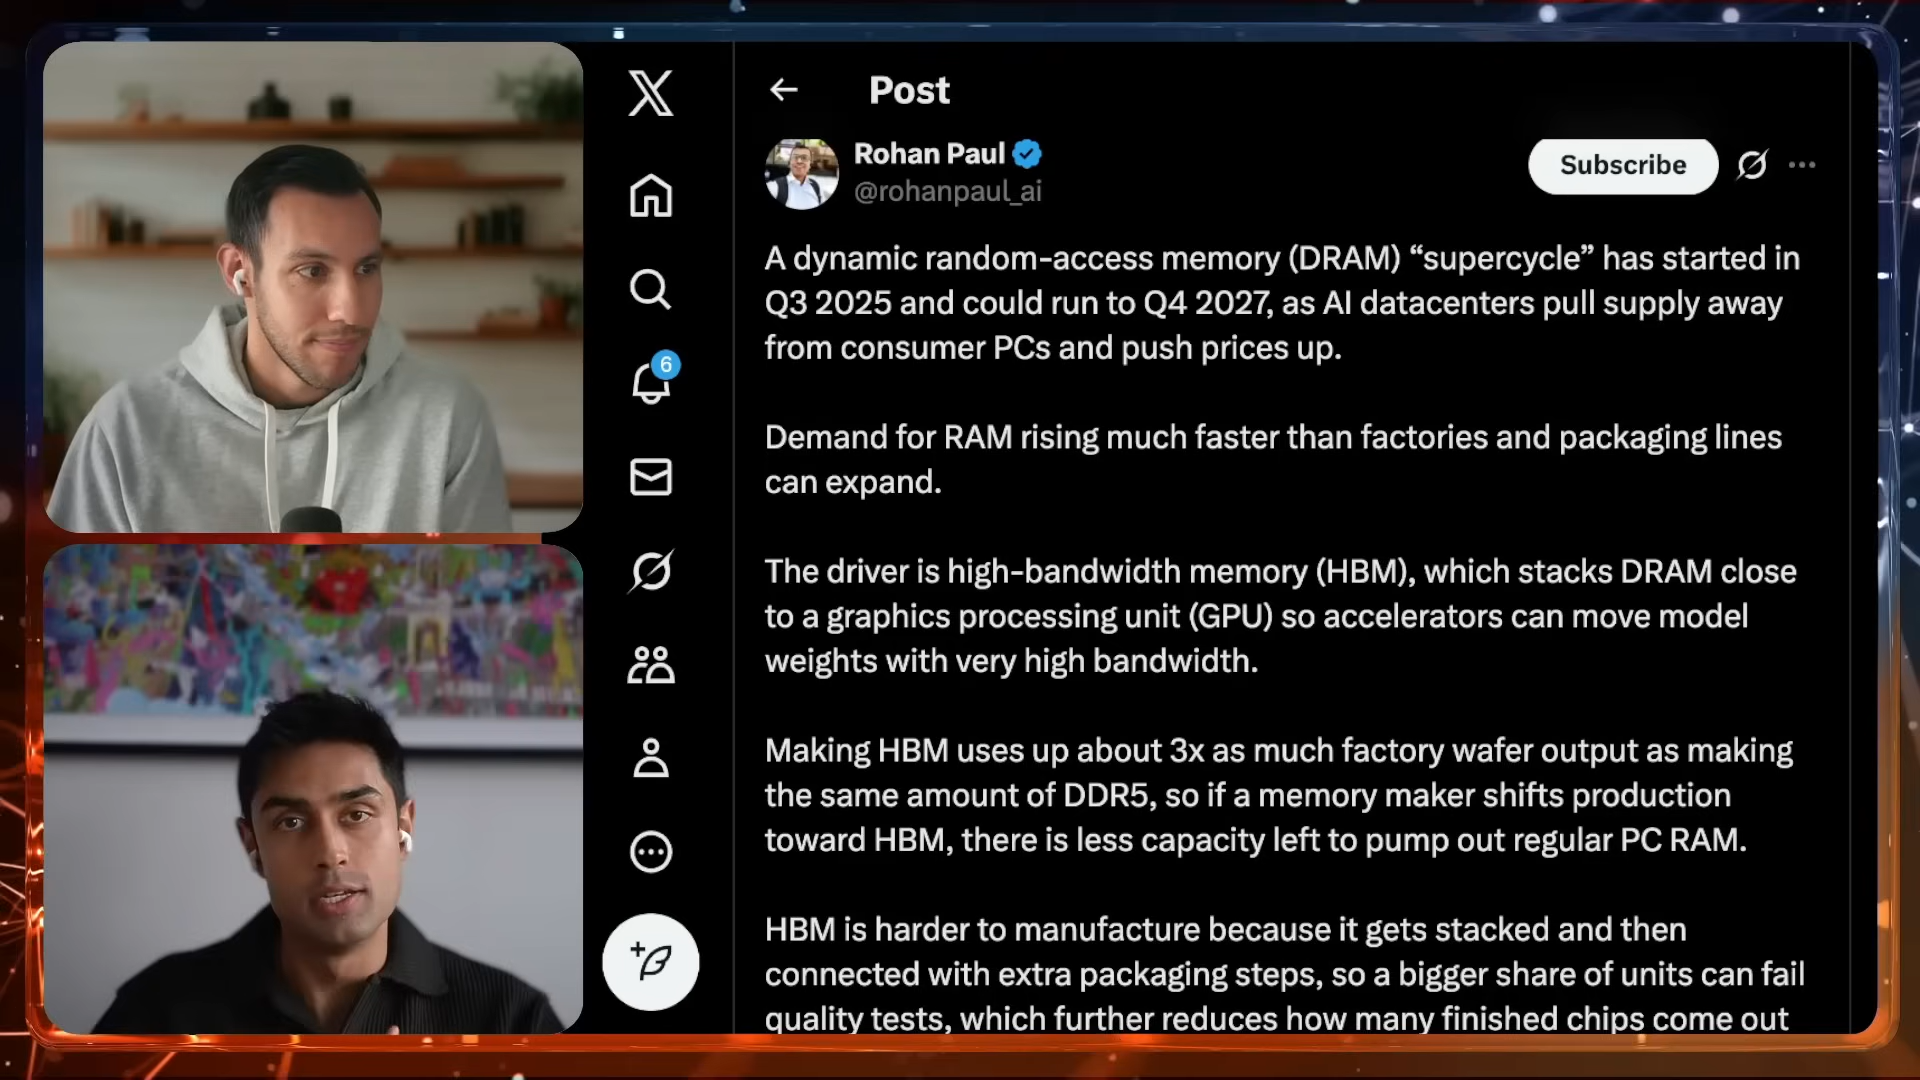 Post
Rohan Paul
@rohanpaul_ai
Subscribe
6
A dynamic random-access memory (DRAM) “supercycle” has started in
Q3 2025 and could run to Q4 2027, as AI datacenters pull supply away
from consumer PCs and push prices up.
Demand for RAM rising much faster than factories and packaging lines
can expand.
The driver is high-bandwidth memory (HBM), which stacks DRAM close
to a graphics processing unit (GPU) so accelerators can move model
weights with very high bandwidth.
Making HBM uses up about 3x as much factory wafer output as making
the same amount of DDR5, so if a memory maker shifts production
toward HBM, there is less capacity left to pump out regular PC RAM.
HBM is harder to manufacture because it gets stacked and then
connected with extra packaging steps, so a bigger share of units can fail
quality tests, which further reduces how many finished chips come out